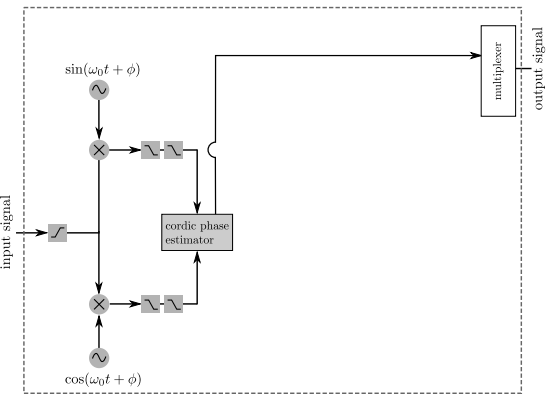 sin(ω₀t + ϕ)
multiplexer
output signal
input signal
cordic phase
estimator
cos(ω₀t + ϕ)